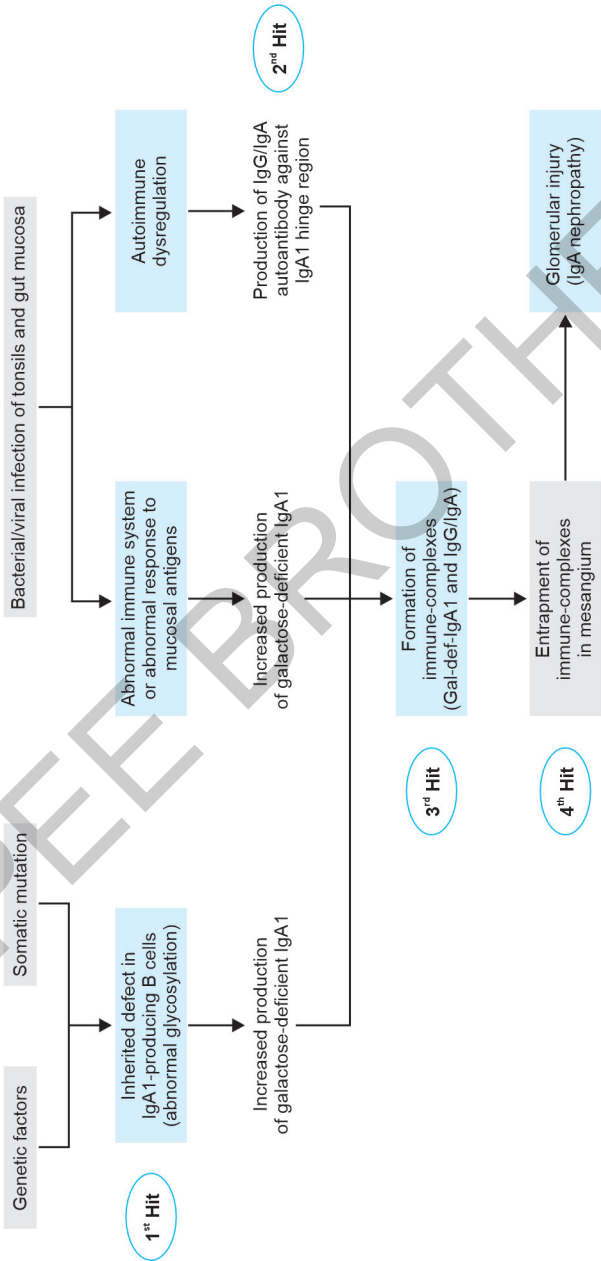 Genetic factors
Somatic mutation
Bacterial/viral infection of tonsils and gut mucosa
1st Hit
Inherited defect in
IgA1-producing B cells
(abnormal glycosylation)
Abnormal immune system
or abnormal response to
mucosal antigens
Autoimmune
dysregulation
Increased production
of galactose-deficient IgA1
Increased production
of galactose-deficient IgA1
Production of IgG/IgA
autoantibody against
IgA1 hinge region
2nd Hit
3rd Hit
Formation of
immune-complexes
(Gal-def-IgA1 and IgG/IgA)
4th Hit
Entrapment of
immune-complexes
in mesangium
Glomerular injury
(IgA nephropathy)
PEE BROTHE